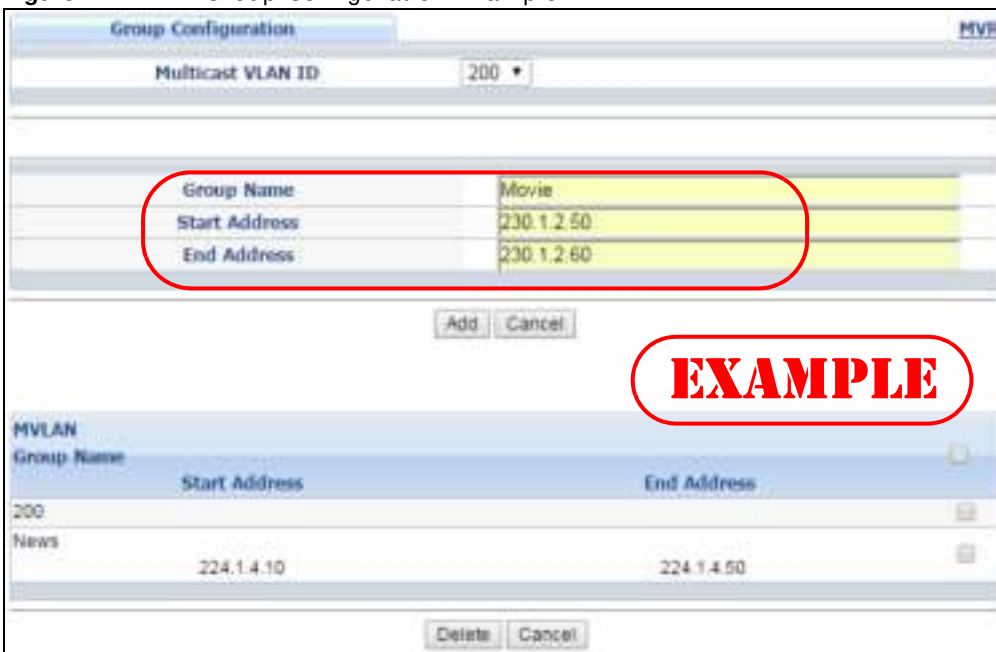 Group Configuration
Multicast VLAN ID 200
Group Name Movie
Start Address 230.1.2.50
End Address 230.1.2.60
Add Cancel
EXAMPLE
MVLAN
Group Name
Start Address End Address
200
News
224.1.4.10 224.1.4.50
Delete Cancel